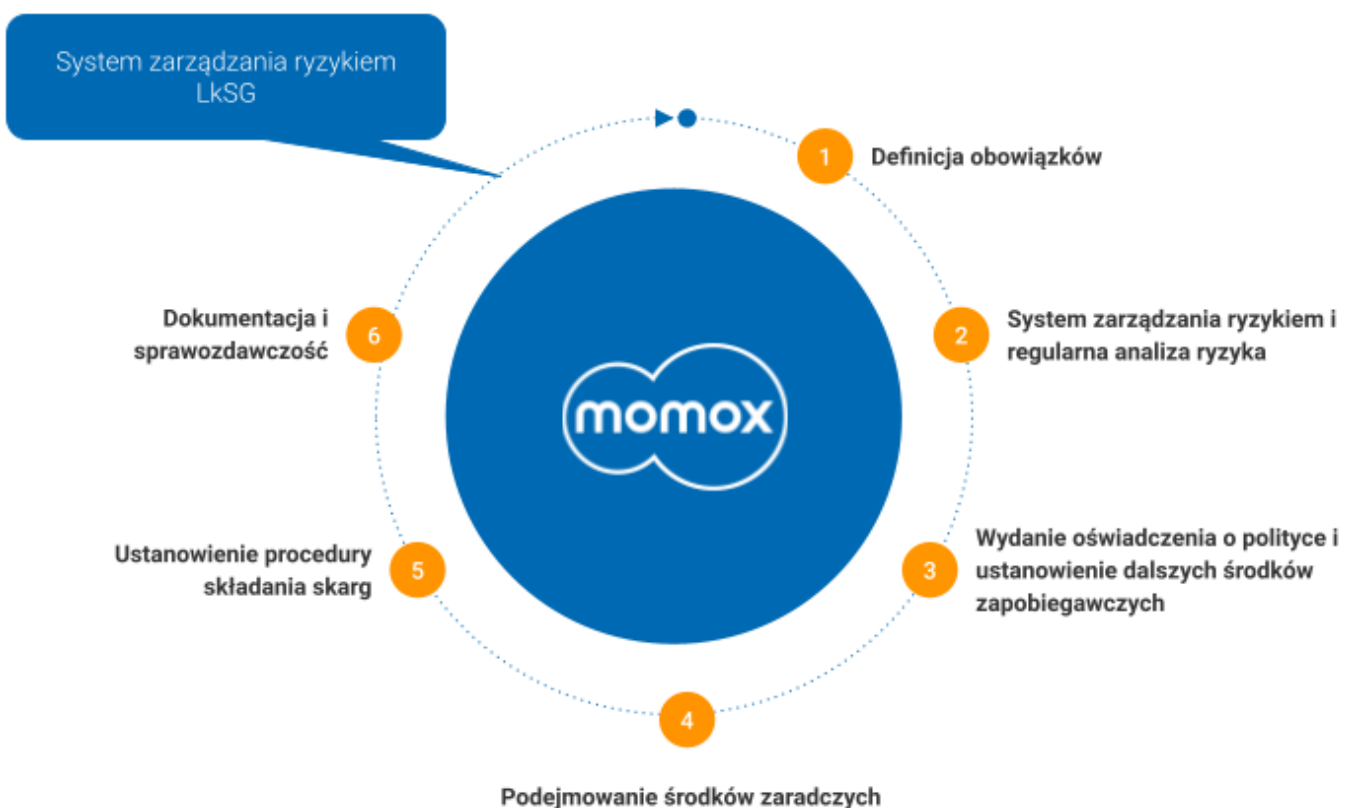 System zarządzania ryzykiem
LkSG
1
Definicja obowiązków
2
System zarządzania ryzykiem i
regularna analiza ryzyka
3
Wydanie oświadczenia o polityce i
ustanowienie dalszych środków
zapobiegawczych
4
Podejmowanie środków zaradczych
5
Ustanowienie procedury
składania skarg
6
Dokumentacja i
sprawozdawczość
momox